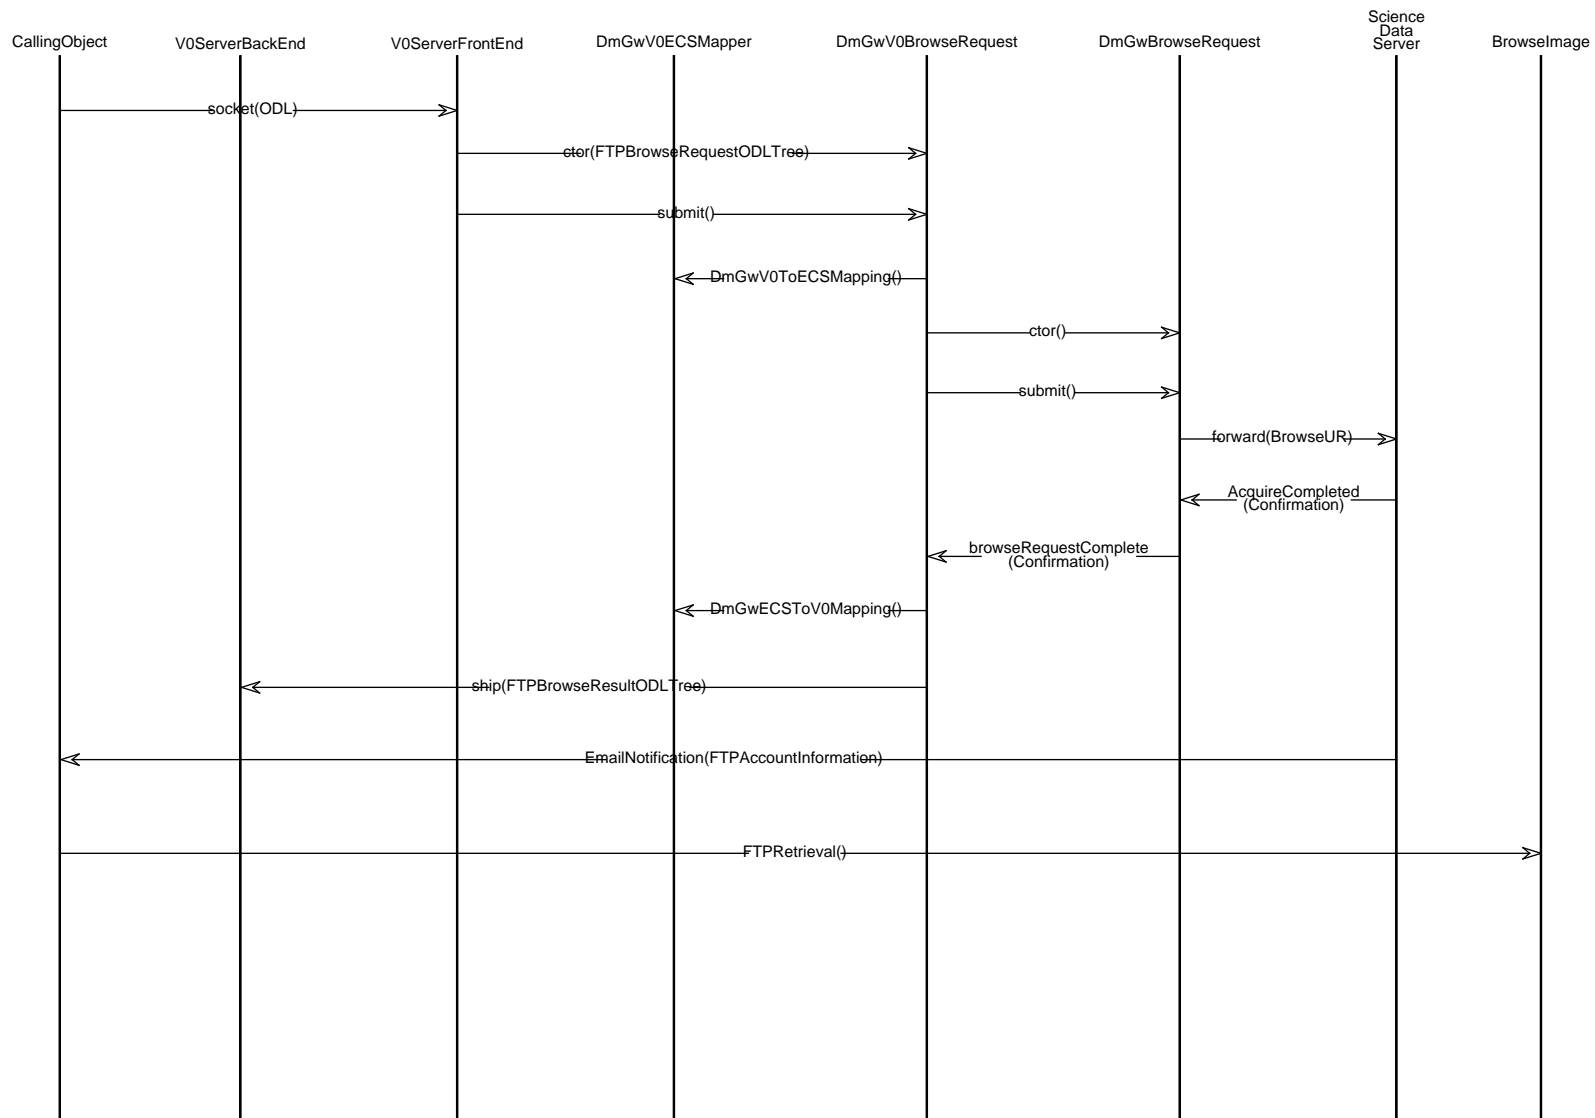 Science
Data
Server
CallingObject V0ServerBackEnd V0ServerFrontEnd DmGwV0ECSMapper DmGwV0BrowseRequest DmGwBrowseRequest BrowseImage
socket(ODL)
ctor(FTPBrowseRequestODLTree)
submit()
DmGwV0ToECSMapping()
ctor()
submit()
forward(BrowseUR)
AcquireCompleted
(Confirmation)
browseRequestComplete
(Confirmation)
DmGwECSToV0Mapping()
ship(FTPBrowseResultODLTree)
EmailNotification(FTPAccountInformation)
FTPRetrieval()